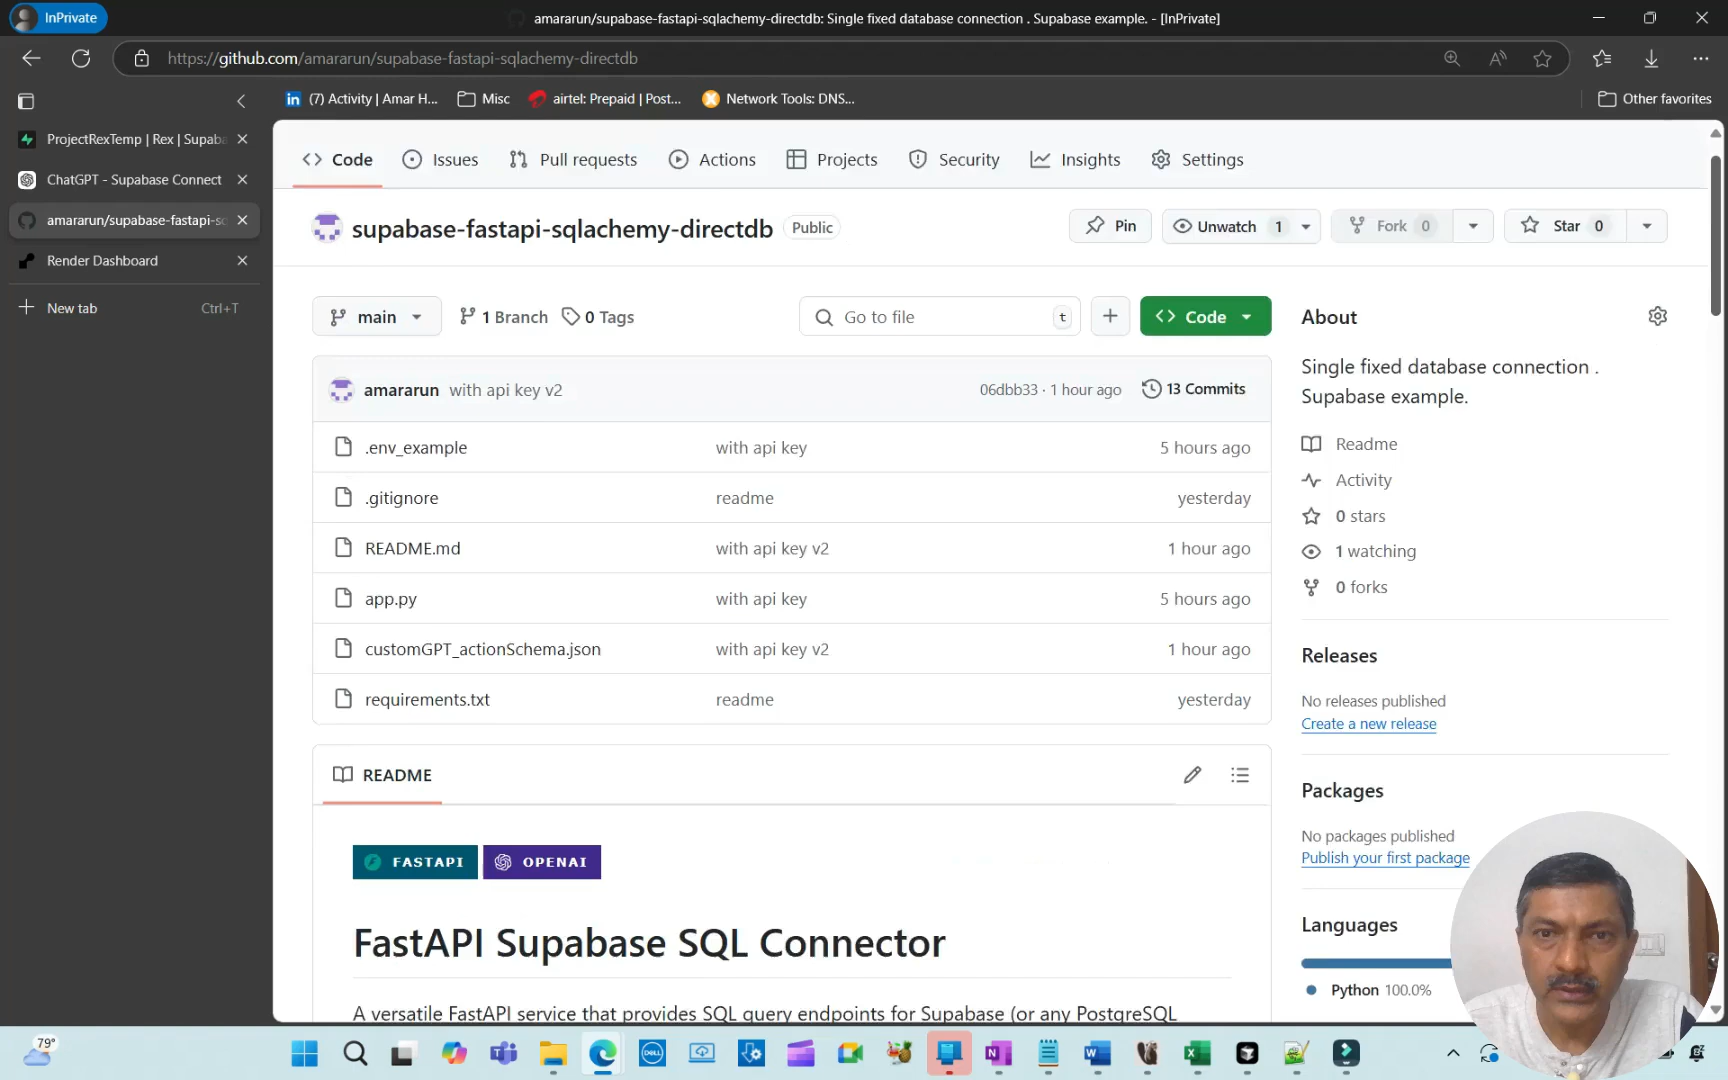 InPrivate
amararun/supabase-fastapi-sqlachemy-directdb: Single fixed database connection . Supabase example. - [InPrivate]
https://github.com/amararun/supabase-fastapi-sqlachemy-directdb
(7) Activity | Amar H...
Misc
airtel: Prepaid | Post...
Network Tools: DNS...
Other favorites
ProjectRexTemp | Rex | Supaba
ChatGPT - Supabase Connect
amararun/supabase-fastapi-sq
Render Dashboard
New tab Ctrl+T
Code Issues Pull requests Actions Projects Security Insights Settings
supabase-fastapi-sqlachemy-directdb Public
Pin Unwatch 1 Fork 0 Star 0
main 1 Branch 0 Tags Go to file t Code
amararun with api key v2 06dbb33 · 1 hour ago 13 Commits
.env_example with api key 5 hours ago
.gitignore readme yesterday
README.md with api key v2 1 hour ago
app.py with api key 5 hours ago
customGPT_actionSchema.json with api key v2 1 hour ago
requirements.txt readme yesterday
README
FASTAPI OPENAI
FastAPI Supabase SQL Connector
A versatile FastAPI service that provides SQL query endpoints for Supabase (or any PostgreSQL
About
Single fixed database connection .
Supabase example.
Readme
Activity
0 stars
1 watching
0 forks
Releases
No releases published
Create a new release
Packages
No packages published
Publish your first package
Languages
Python 100.0%
79°
DELL